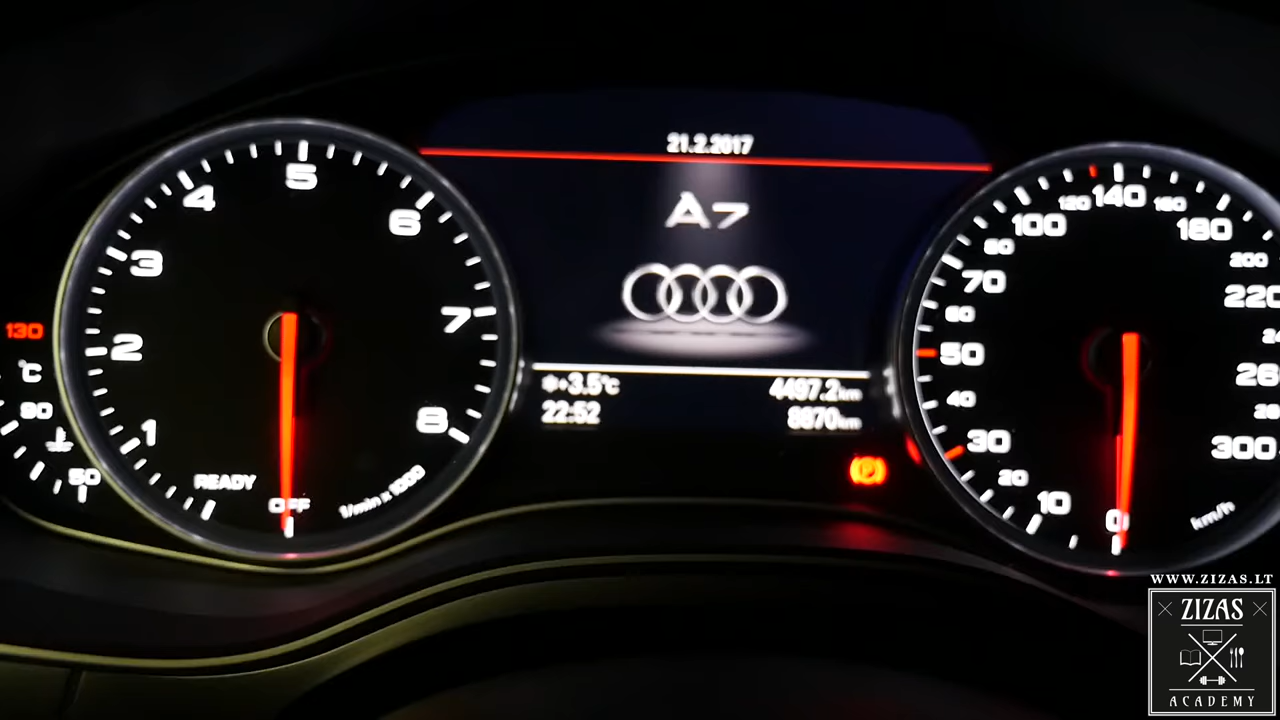 21.2.2017
A7
+3.5°C 4497.2km
22:52 8870km
130
°C
90
50
1
2
3
4
5
6
7
8
READY
OFF
1/min x 1000
0
10
20
30
40
50
60
70
80
100
120
140
160
180
200
220
260
300
km/h
(P)
WWW.ZIZAS.LT
ZIZAS
ACADEMY